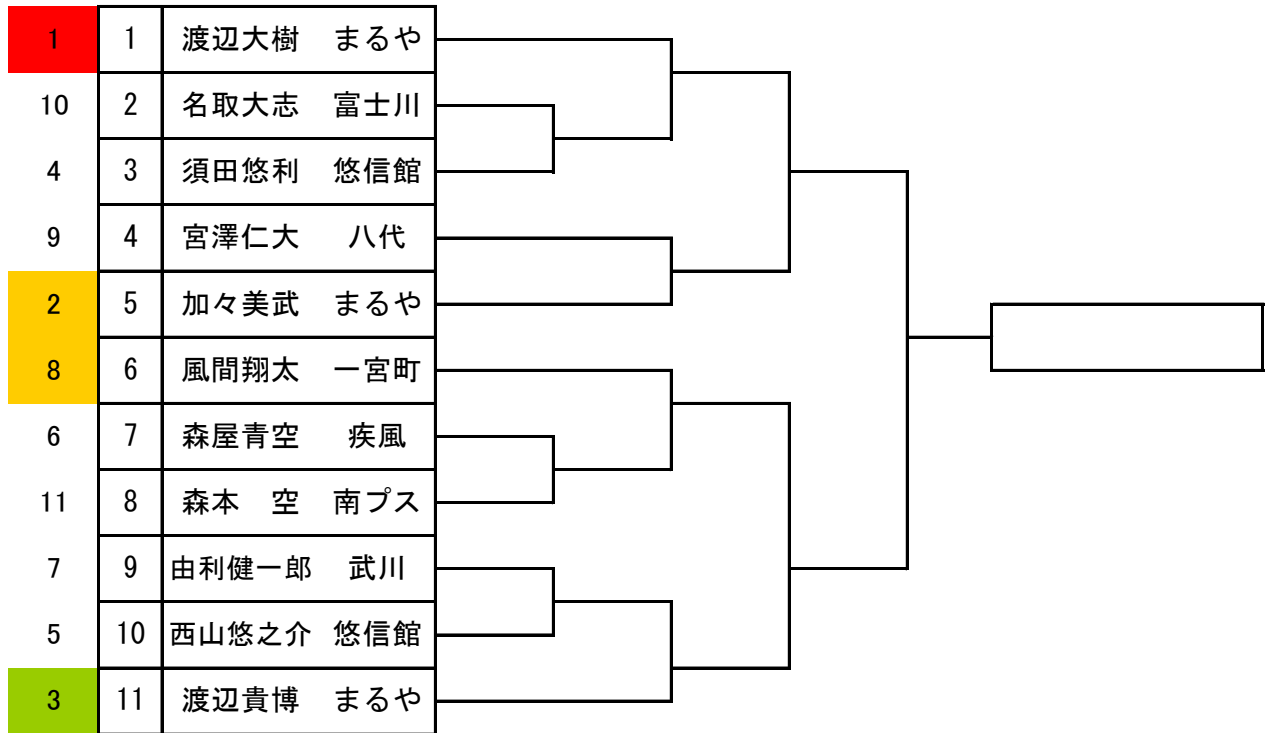 1 1 渡辺大樹 まるや
10 2 名取大志 富士川
4 3 須田悠利 悠信館
9 4 宮澤仁大 八代
2 5 加々美武 まるや
8 6 風間翔太 一宮町
6 7 森屋青空 疾風
11 8 森本 空 南プス
7 9 由利健一郎 武川
5 10 西山悠之介 悠信館
3 11 渡辺貴博 まるや